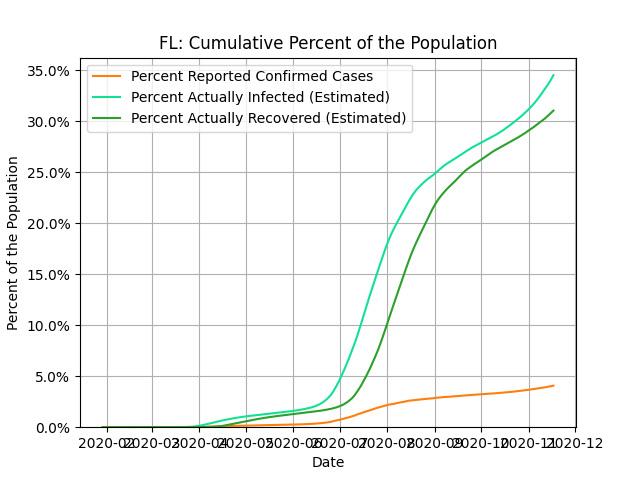 FL: Cumulative Percent of the Population
Percent Reported Confirmed Cases
Percent Actually Infected (Estimated)
Percent Actually Recovered (Estimated)
Percent of the Population
35.0%
30.0%
25.0%
20.0%
15.0%
10.0%
5.0%
0.0%
2020-02 2020-03 2020-04 2020-05 2020-06 2020-07 2020-08 2020-09 2020-10 2020-11 2020-12
Date